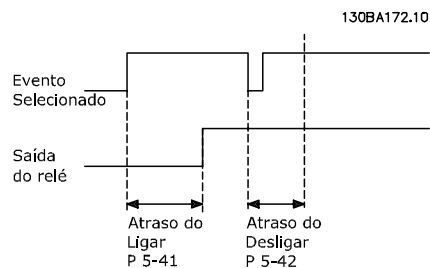 130BA172.10
Evento
Selecionado
Saída
do relé
Atraso do
Ligar
P 5-41
Atraso do
Desligar
P 5-42